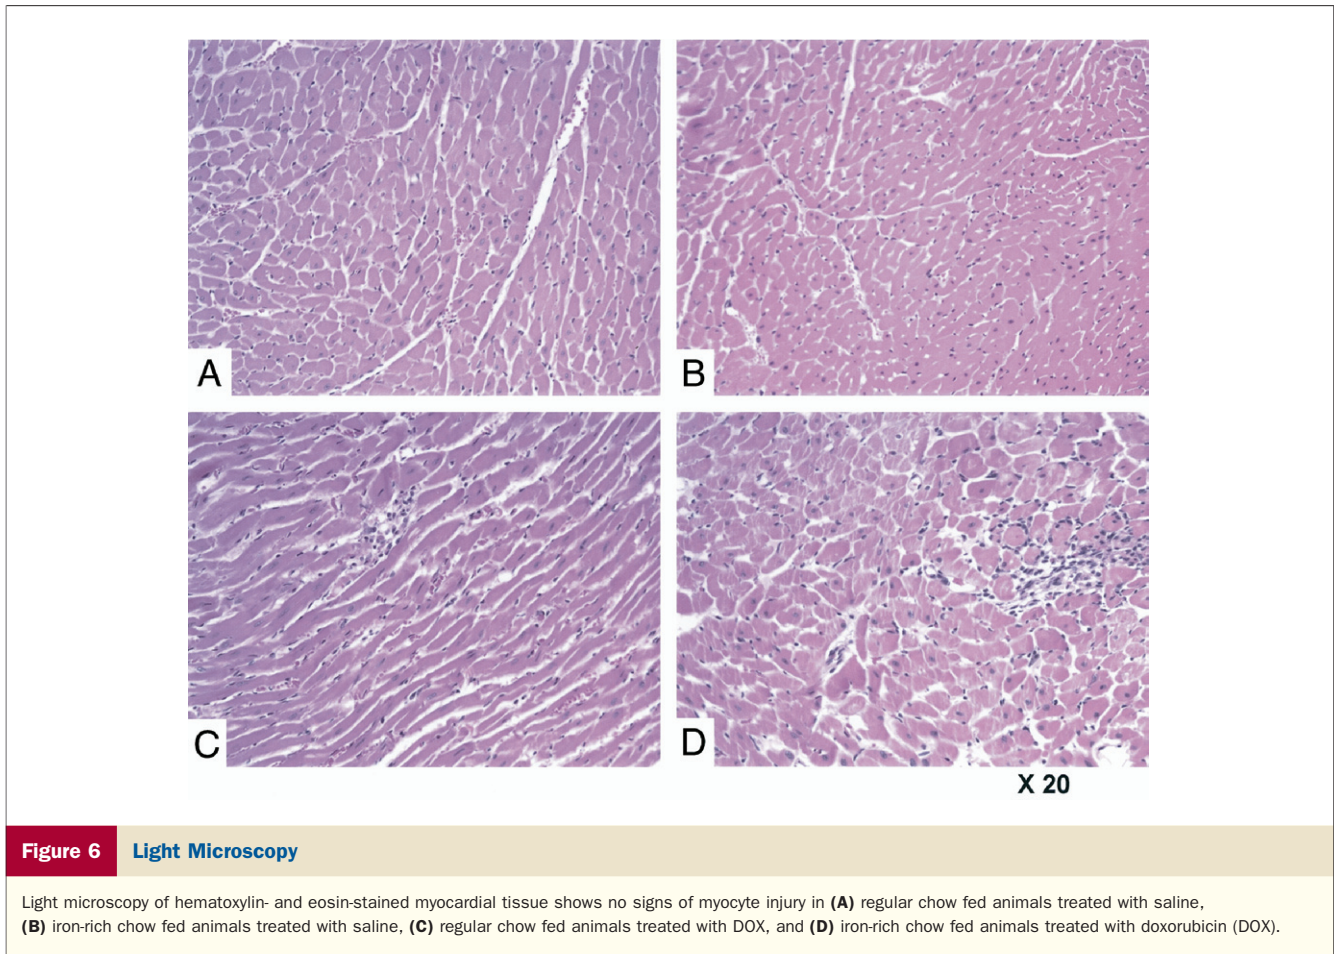 A
B
C
D
X 20
Figure 6 Light Microscopy
Light microscopy of hematoxylin- and eosin-stained myocardial tissue shows no signs of myocyte injury in (A) regular chow fed animals treated with saline,
(B) iron-rich chow fed animals treated with saline, (C) regular chow fed animals treated with DOX, and (D) iron-rich chow fed animals treated with doxorubicin (DOX).